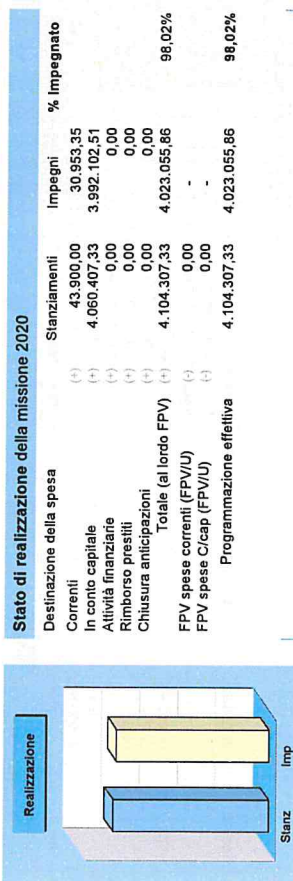 Realizzazione
Stanz Imp
Stato di realizzazione della missione 2020
Destinazione della spesa Stanziamenti Impegni % Impegnato
Correnti (+) 43.900,00 30.953,35
In conto capitale (+) 4.060.407,33 3.992.102,51
Attività finanziarie (+) 0,00 0,00
Rimborso prestiti (+) 0,00 0,00
Chiusura anticipazioni (+) 0,00 0,00
Totale (al lordo FPV) (+) 4.104.307,33 4.023.055,86 98,02%
FPV spese correnti (FPV/U) (-) 0,00 -
FPV spese C/cap (FPV/U) (-) 0,00 -
Programmazione effettiva 4.104.307,33 4.023.055,86 98,02%